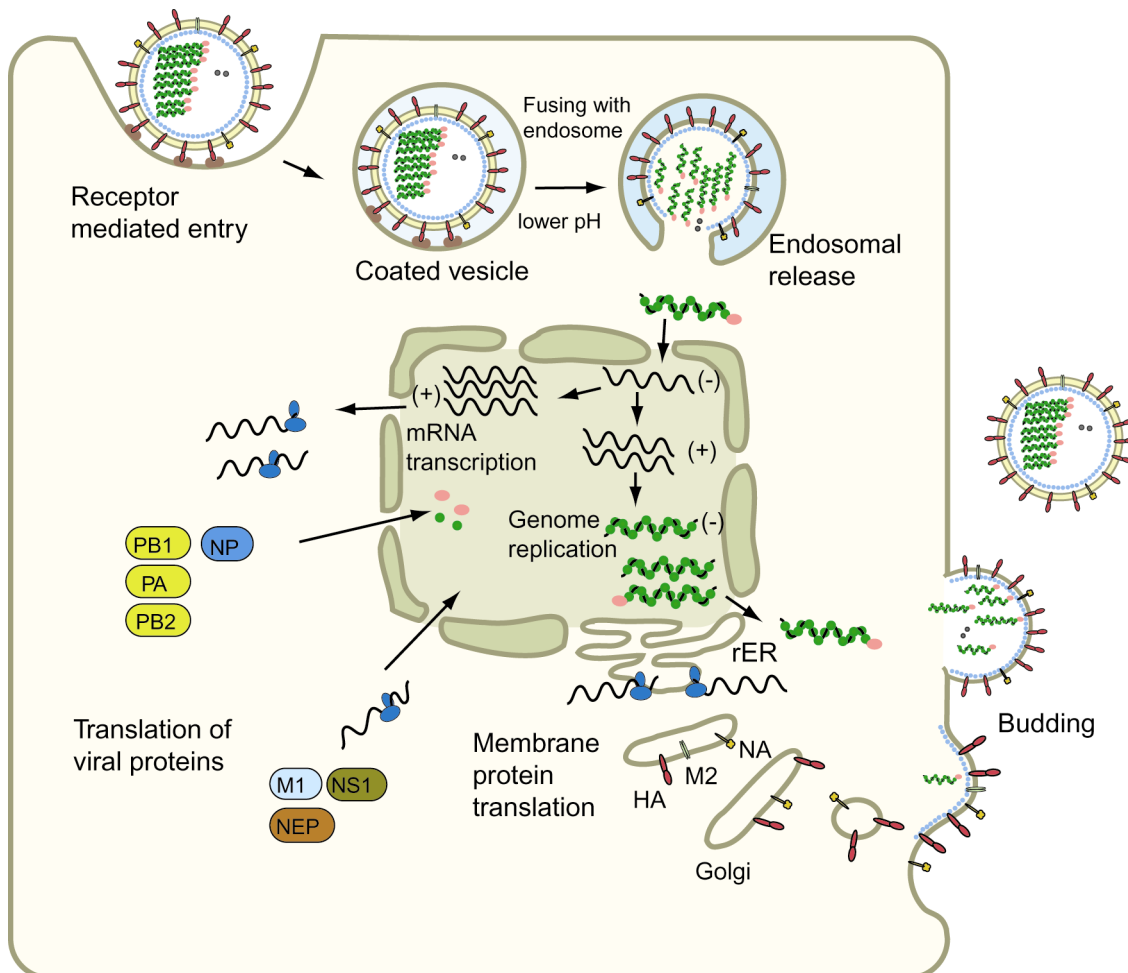 Receptor
mediated entry
Coated vesicle
Fusing with
endosome
lower pH
Endosomal
release
(+)
mRNA
transcription
(-)
(+)
Genome
replication
(-)
PB1
NP
PA
PB2
rER
Translation of
viral proteins
M1
NS1
NEP
Membrane
protein
translation
NA
M2
HA
Golgi
Budding